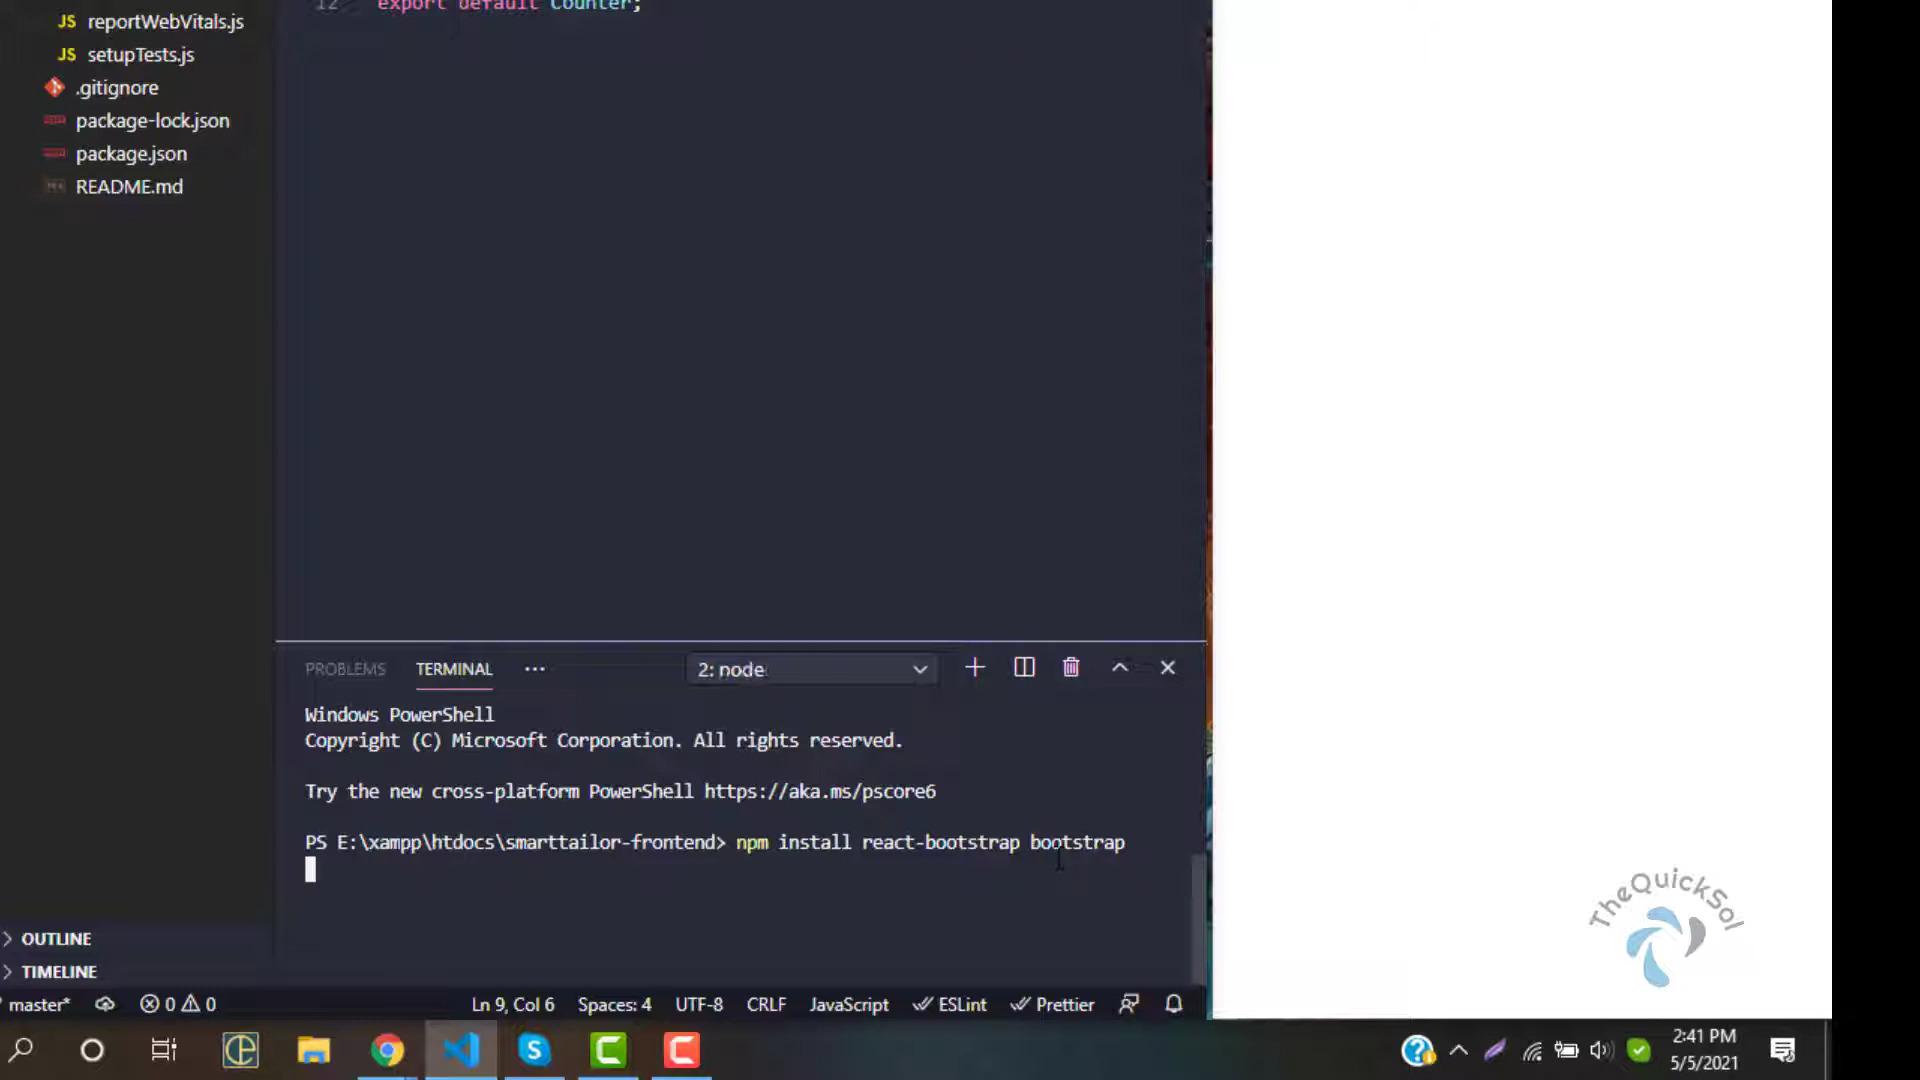 JS reportWebVitals.js
12 export default Counter;
JS setupTests.js
.gitignore
package-lock.json
package.json
README.md
PROBLEMS TERMINAL ... 2: node
Windows PowerShell
Copyright (C) Microsoft Corporation. All rights reserved.
Try the new cross-platform PowerShell https://aka.ms/pscore6
PS E:\xampp\htdocs\smarttailor-frontend> npm install react-bootstrap bootstrap
TheQuickSol
OUTLINE
TIMELINE
master* 0 0 Ln 9, Col 6 Spaces: 4 UTF-8 CRLF JavaScript ESLint Prettier
2:41 PM
5/5/2021